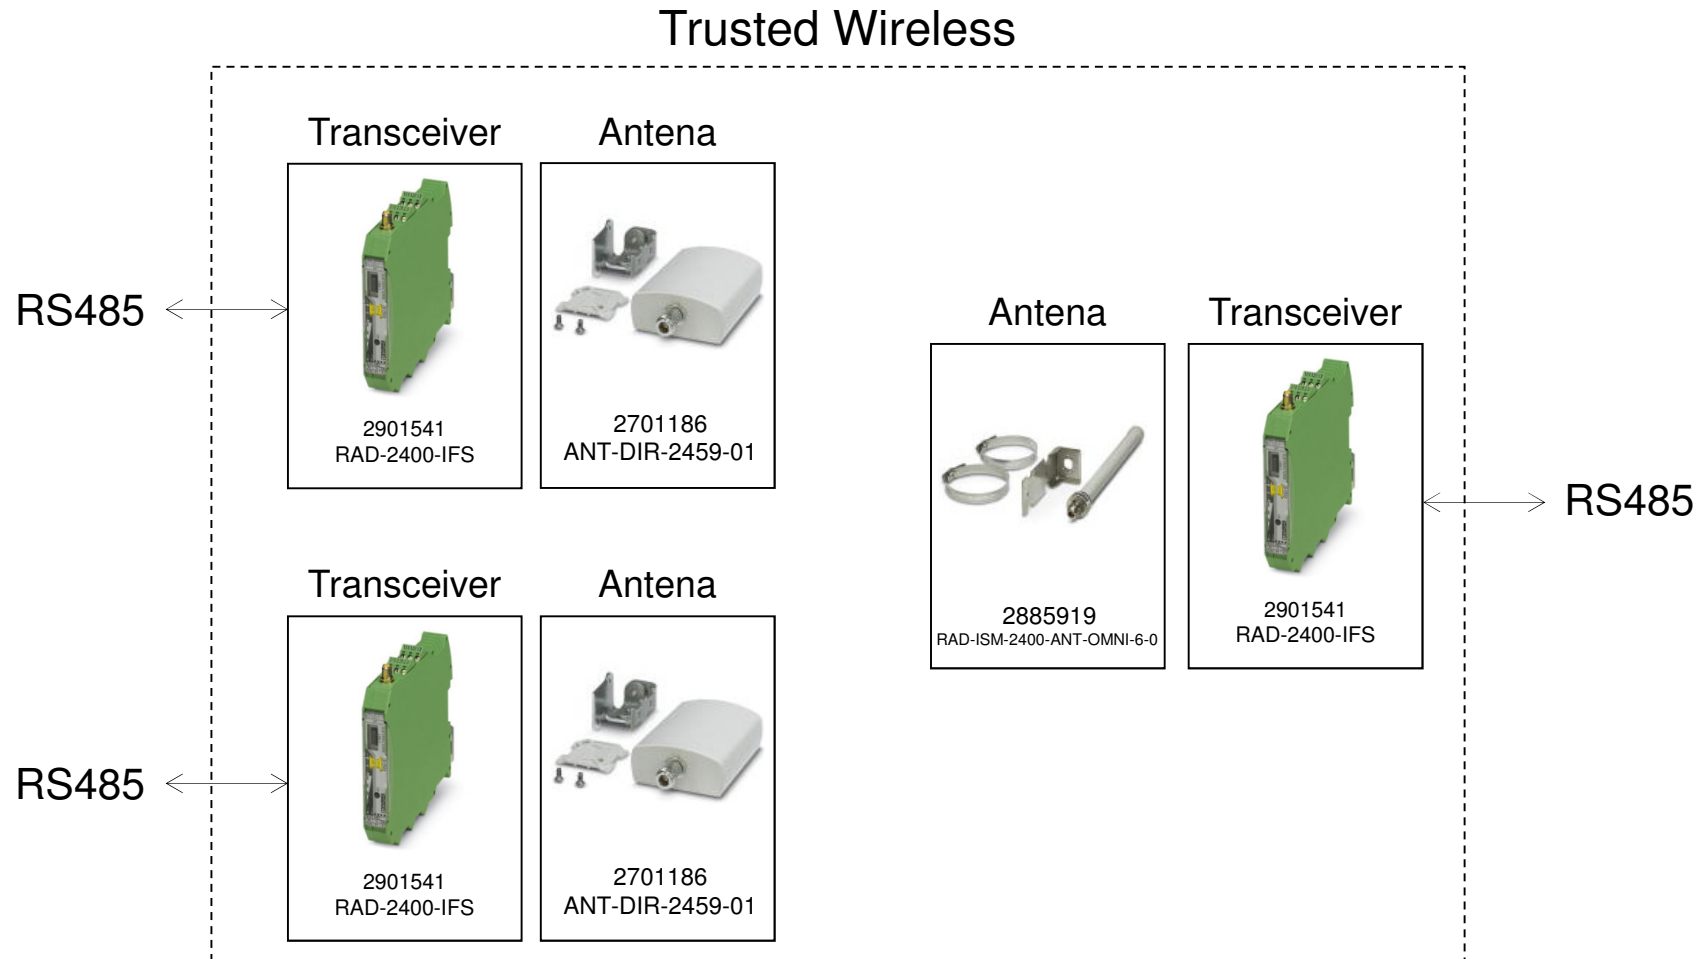 Trusted Wireless
Transceiver
Antena
RS485
2901541
RAD-2400-IFS
2701186
ANT-DIR-2459-01
Antena
Transceiver
2885919
RAD-ISM-2400-ANT-OMNI-6-0
2901541
RAD-2400-IFS
RS485
Transceiver
Antena
RS485
2901541
RAD-2400-IFS
2701186
ANT-DIR-2459-01